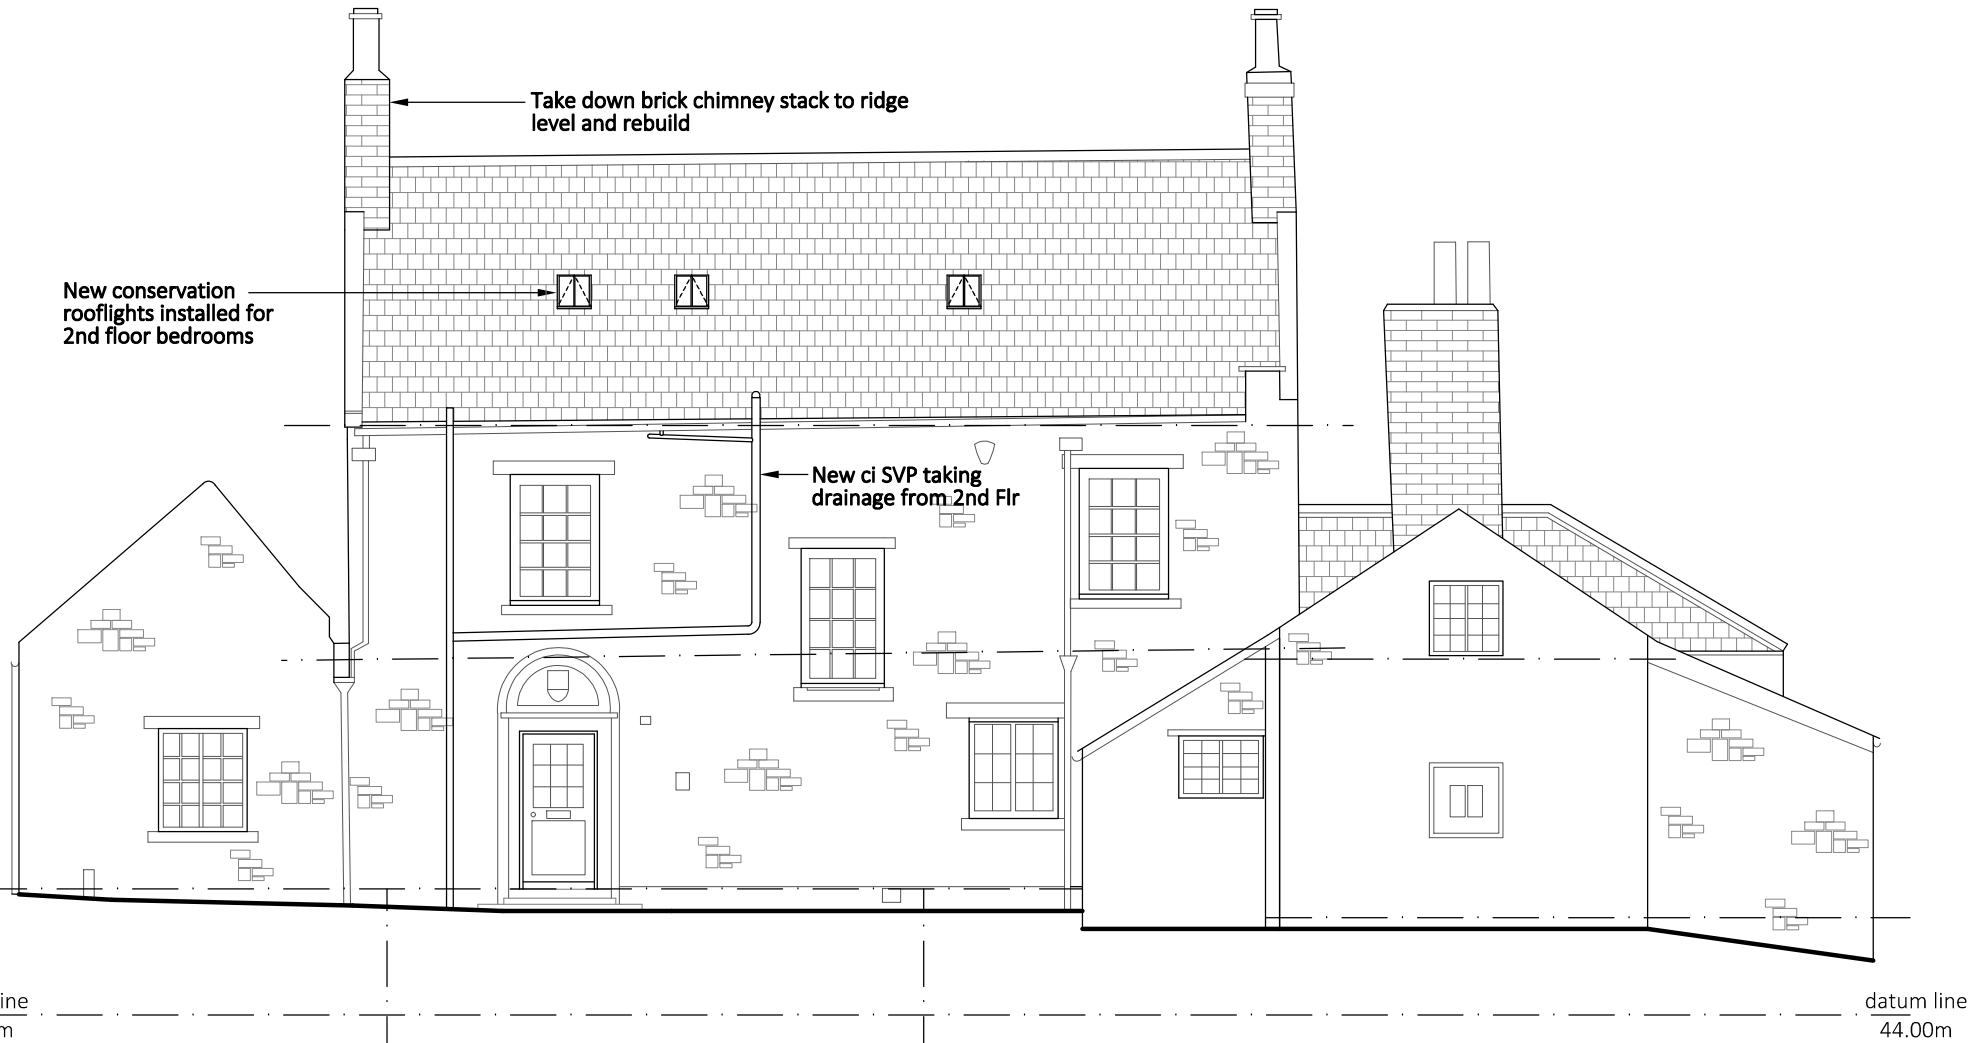 Take down brick chimney stack to ridge
level and rebuild
New conservation
rooflights installed for
2nd floor bedrooms
New ci SVP taking
drainage from 2nd Flr
ine
m
datum line
44.00m